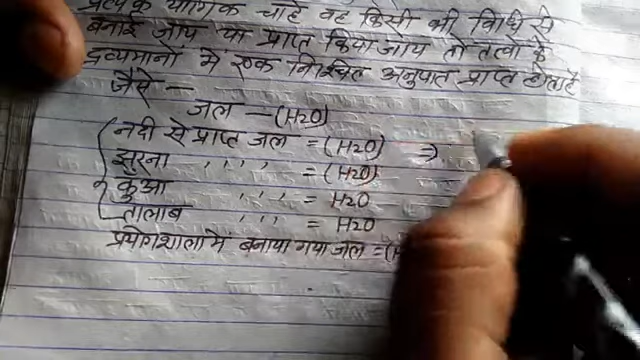 प्रत्येक यौगिक चाहे वह किसी भी विधि से
बनाई जाय या प्राप्त किया जाय तो तत्वों के
द्रव्यमानों में एक निश्चित अनुपात प्राप्त होता है
जैसे —
जल — (H2O)
नदी से प्राप्त जल = (H2O) ⇒
झरना ,, ,, = (H2O)
कुआ ,, , = H2O
तालाब ,, , = H2O
प्रयोगशाला में बनाया गया जल = (H